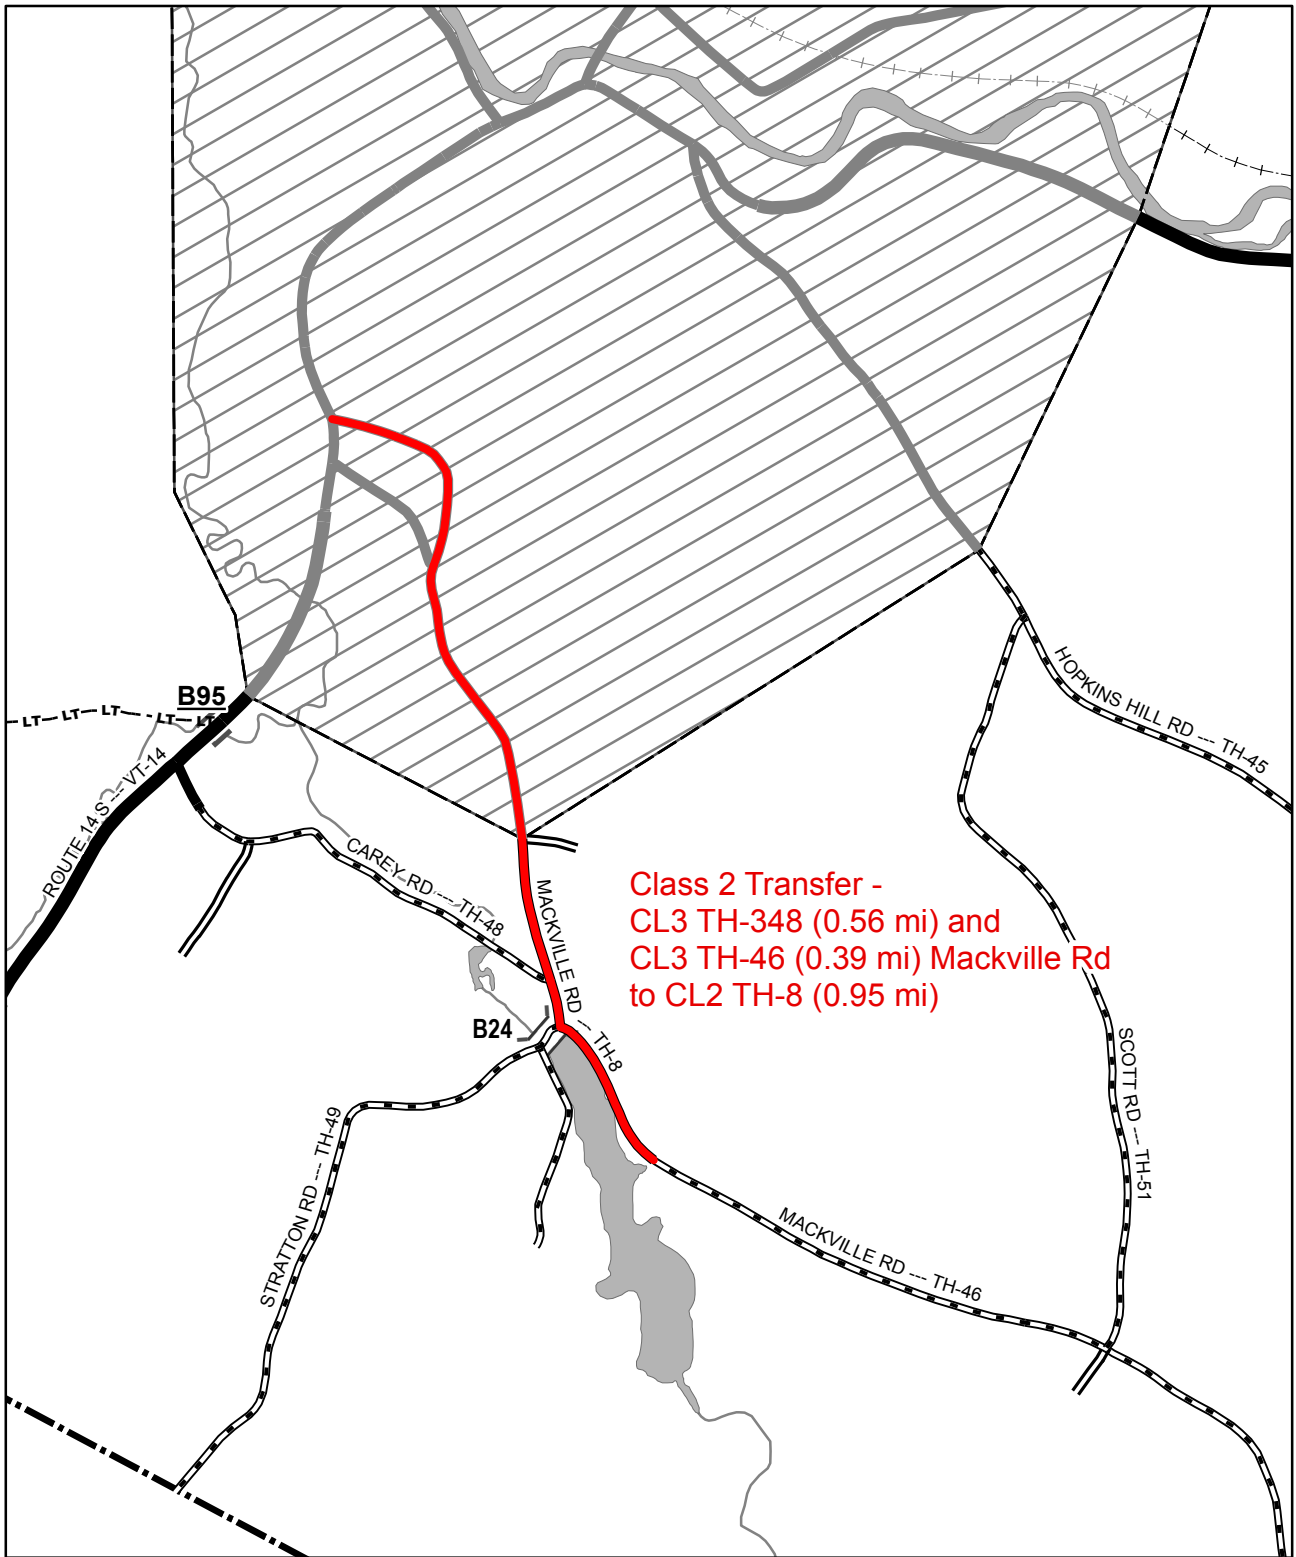 B95
LT LT LT LT LT
ROUTE 14 S --- VT-14
HOPKINS HILL RD --- TH-45
CAREY RD --- TH-48
MACKVILLE RD --- TH-8
Class 2 Transfer -
CL3 TH-348 (0.56 mi) and
CL3 TH-46 (0.39 mi) Mackville Rd
to CL2 TH-8 (0.95 mi)
B24
SCOTT RD --- TH-51
STRATTON RD --- TH-49
MACKVILLE RD --- TH-46